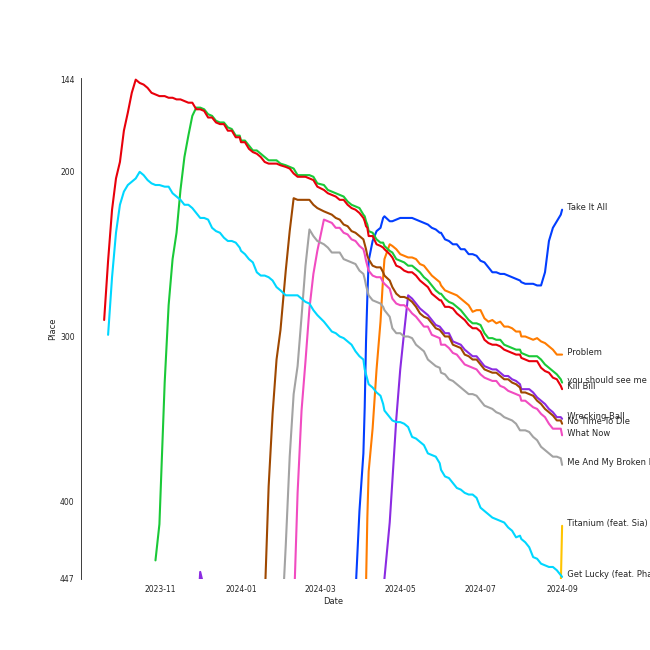 144
200
300
400
447
Place
2023-11
2024-01
2024-03
2024-05
2024-07
2024-09
Date
Take It All
Problem
you should see me
Kill Bill
Wrecking Ball
No Time To Die
What Now
Me And My Broken
Titanium (feat. Sia)
Get Lucky (feat. Pha